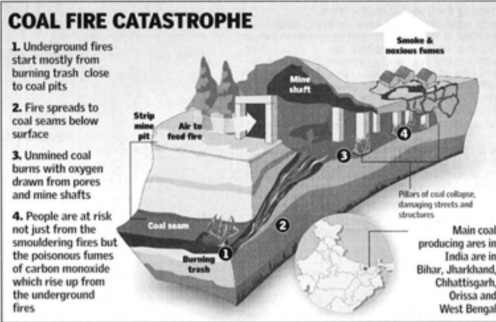 COAL FIRE CATASTROPHE
1. Underground fires
start mostly from
burning trash close
to coal pits
2. Fire spreads to
coal seams below
surface
3. Unmined coal
burns with oxygen
drawn from pores
and mine shafts
4. People are at risk
not just from the
smouldering fires but
the poisonous fumes
of carbon monoxide
which rise up from
the underground
fires
Smoke &
noxious fumes
Mine
shaft
Strip
mine
pit
Air to
feed fire
4
3
Pillars of coal collapse,
damaging streets and
structures
Coal seam
2
1
Burning
trash
Main coal
producing ares in
India are in
Bihar, Jharkhand,
Chhattisgarh,
Orissa and
West Bengal